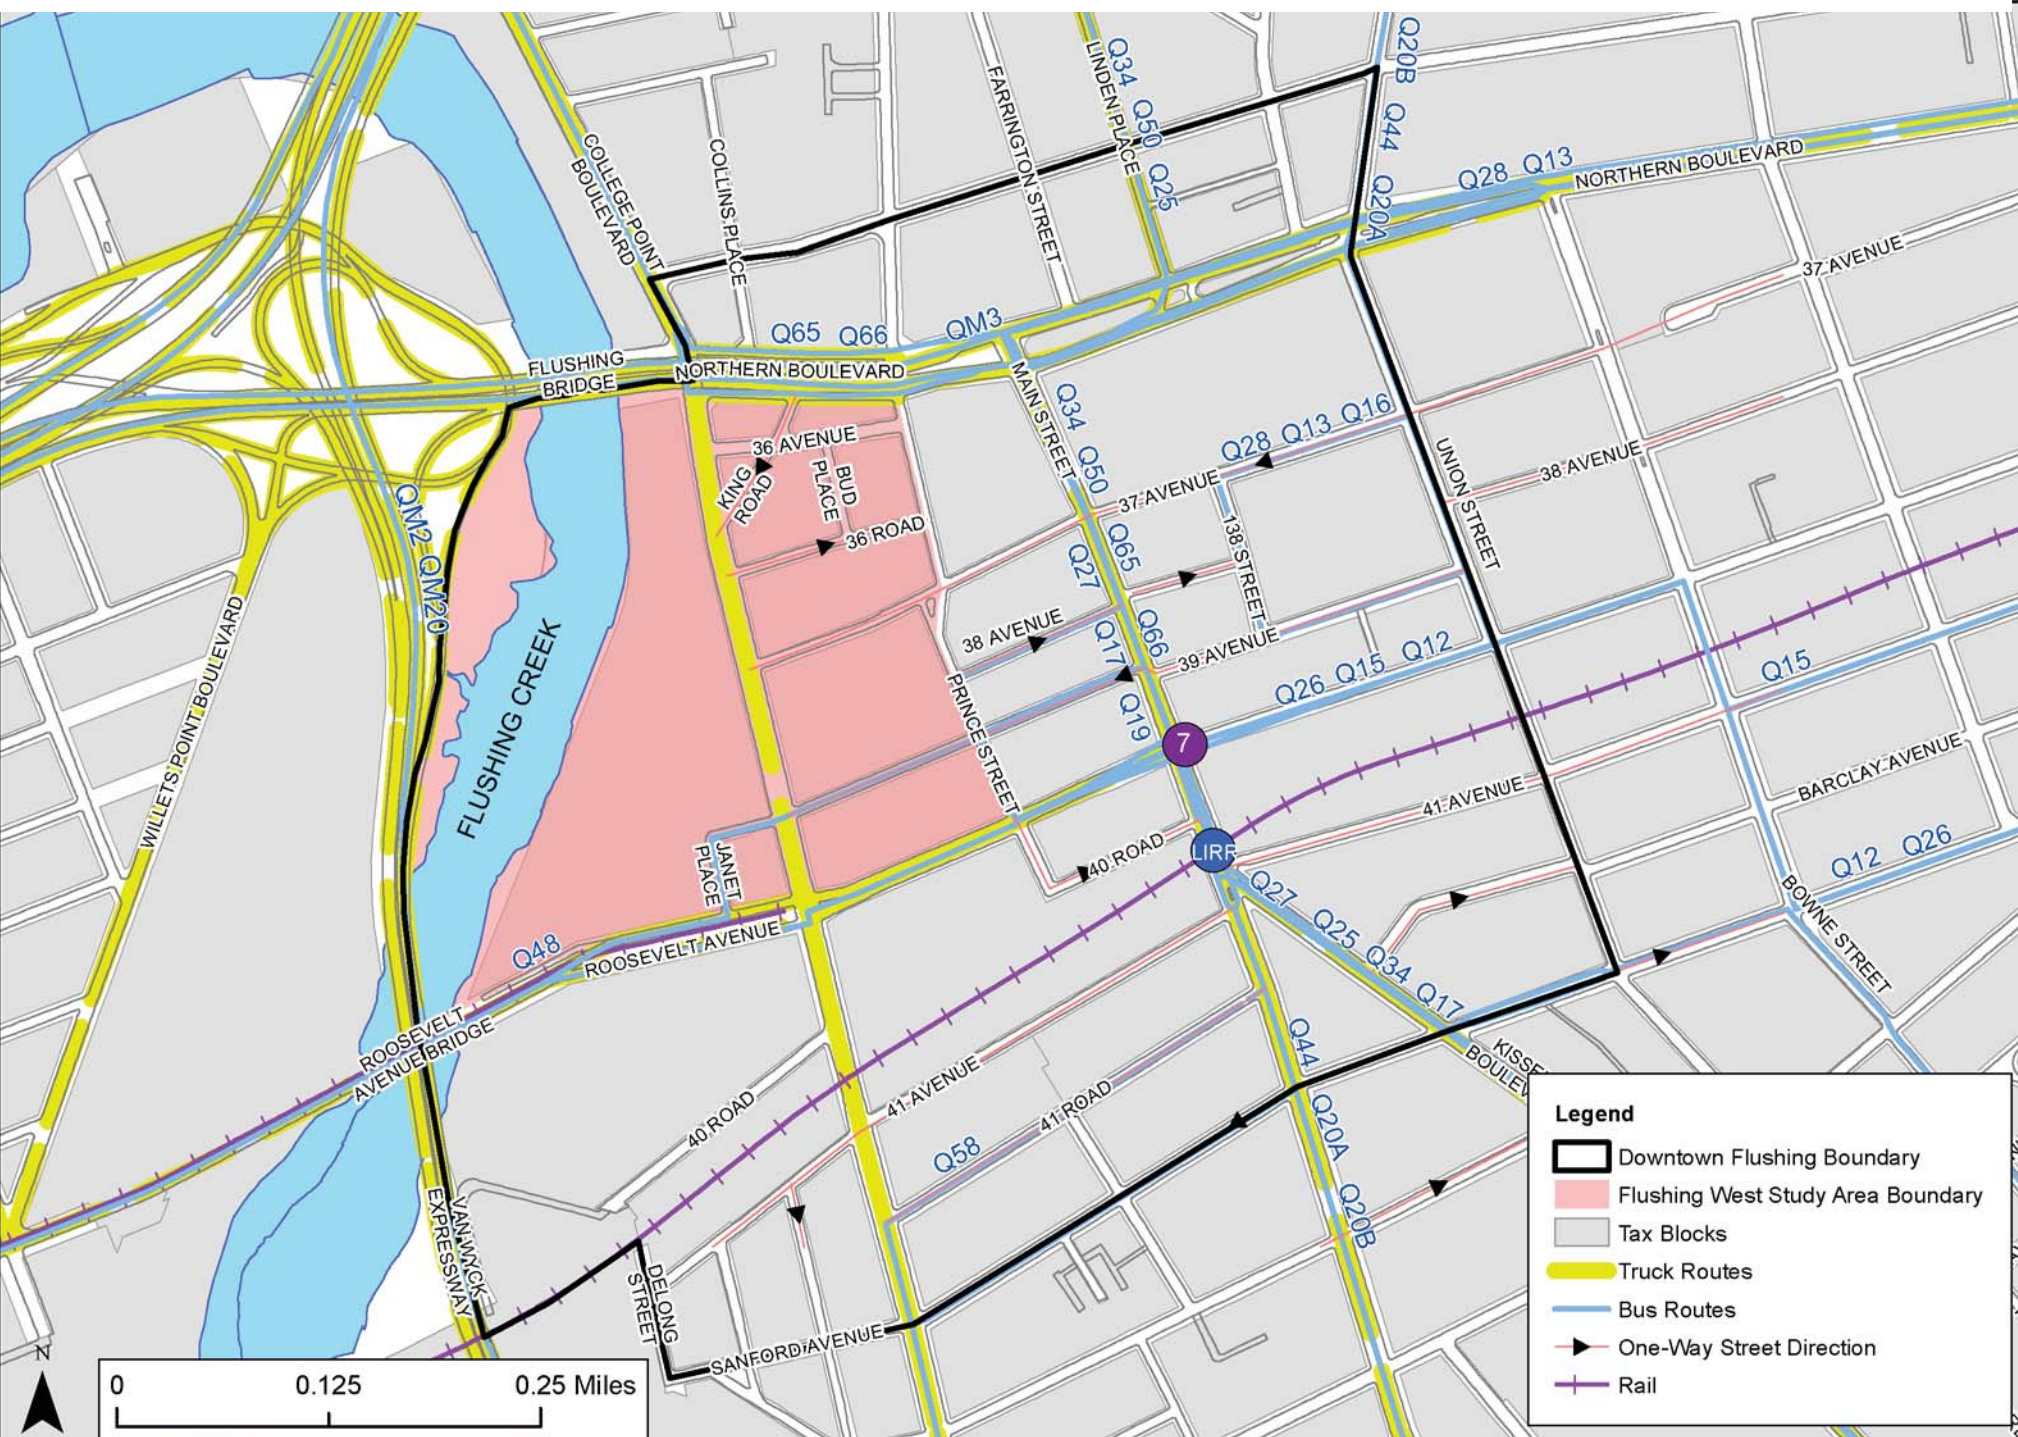 Q20B Q44 Q20A
LINDEN PLACE
Q34 Q50 Q25
FARRINGTON STREET
COLLINS PLACE
COLLEGE POINT
BOULEVARD
Q28 Q13
NORTHERN BOULEVARD
37 AVENUE
Q65 Q66 QM3
FLUSHING
BRIDGE
NORTHERN BOULEVARD
MAIN STREET
Q34 Q50
Q28 Q13 Q16
36 AVENUE
KING
ROAD
BUD
PLACE
36 ROAD
37 AVENUE
138 STREET
UNION STREET
38 AVENUE
QM2 QM20
Q65
Q27
Q66
Q17
Q19
38 AVENUE
39 AVENUE
Q26 Q15 Q12
Q15
WILLETS POINT BOULEVARD
FLUSHING CREEK
PRINCE STREET
7
BARCLAY AVENUE
41 AVENUE
Q12 Q26
JANET
PLACE
40 ROAD
LIRR
Q27 Q25 Q34 Q17
BOWNE STREET
Q48
ROOSEVELT AVENUE
ROOSEVELT
AVENUE BRIDGE
Q44
KISSE
BOULEV
41 AVENUE
40 ROAD
41 ROAD
Q58
Q20A
Q20B
VAN WYCK
EXPRESSWAY
DELONG
STREET
SANFORD AVENUE
N
0 0.125 0.25 Miles
Legend
Downtown Flushing Boundary
Flushing West Study Area Boundary
Tax Blocks
Truck Routes
Bus Routes
One-Way Street Direction
Rail